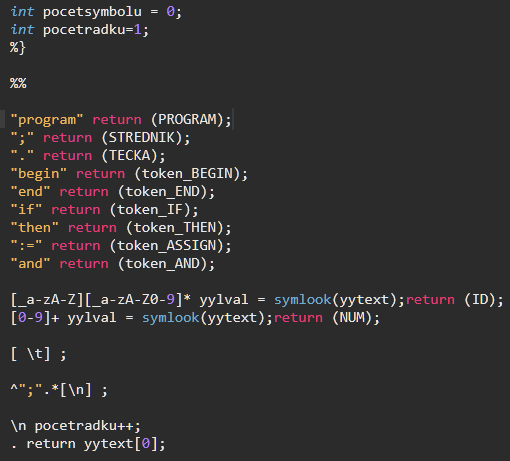 int pocetsymbolu = 0;
int pocetradku=1;
%}
%%
"program" return (PROGRAM);
";" return (STREDNIK);
"." return (TECKA);
"begin" return (token_BEGIN);
"end" return (token_END);
"if" return (token_IF);
"then" return (token_THEN);
":=" return (token_ASSIGN);
"and" return (token_AND);
[_a-zA-Z][_a-zA-Z0-9]* yylval = symlook(yytext);return (ID);
[0-9]+ yylval = symlook(yytext);return (NUM);
[ \t] ;
^";".*[\n] ;
\n pocetradku++;
. return yytext[0];